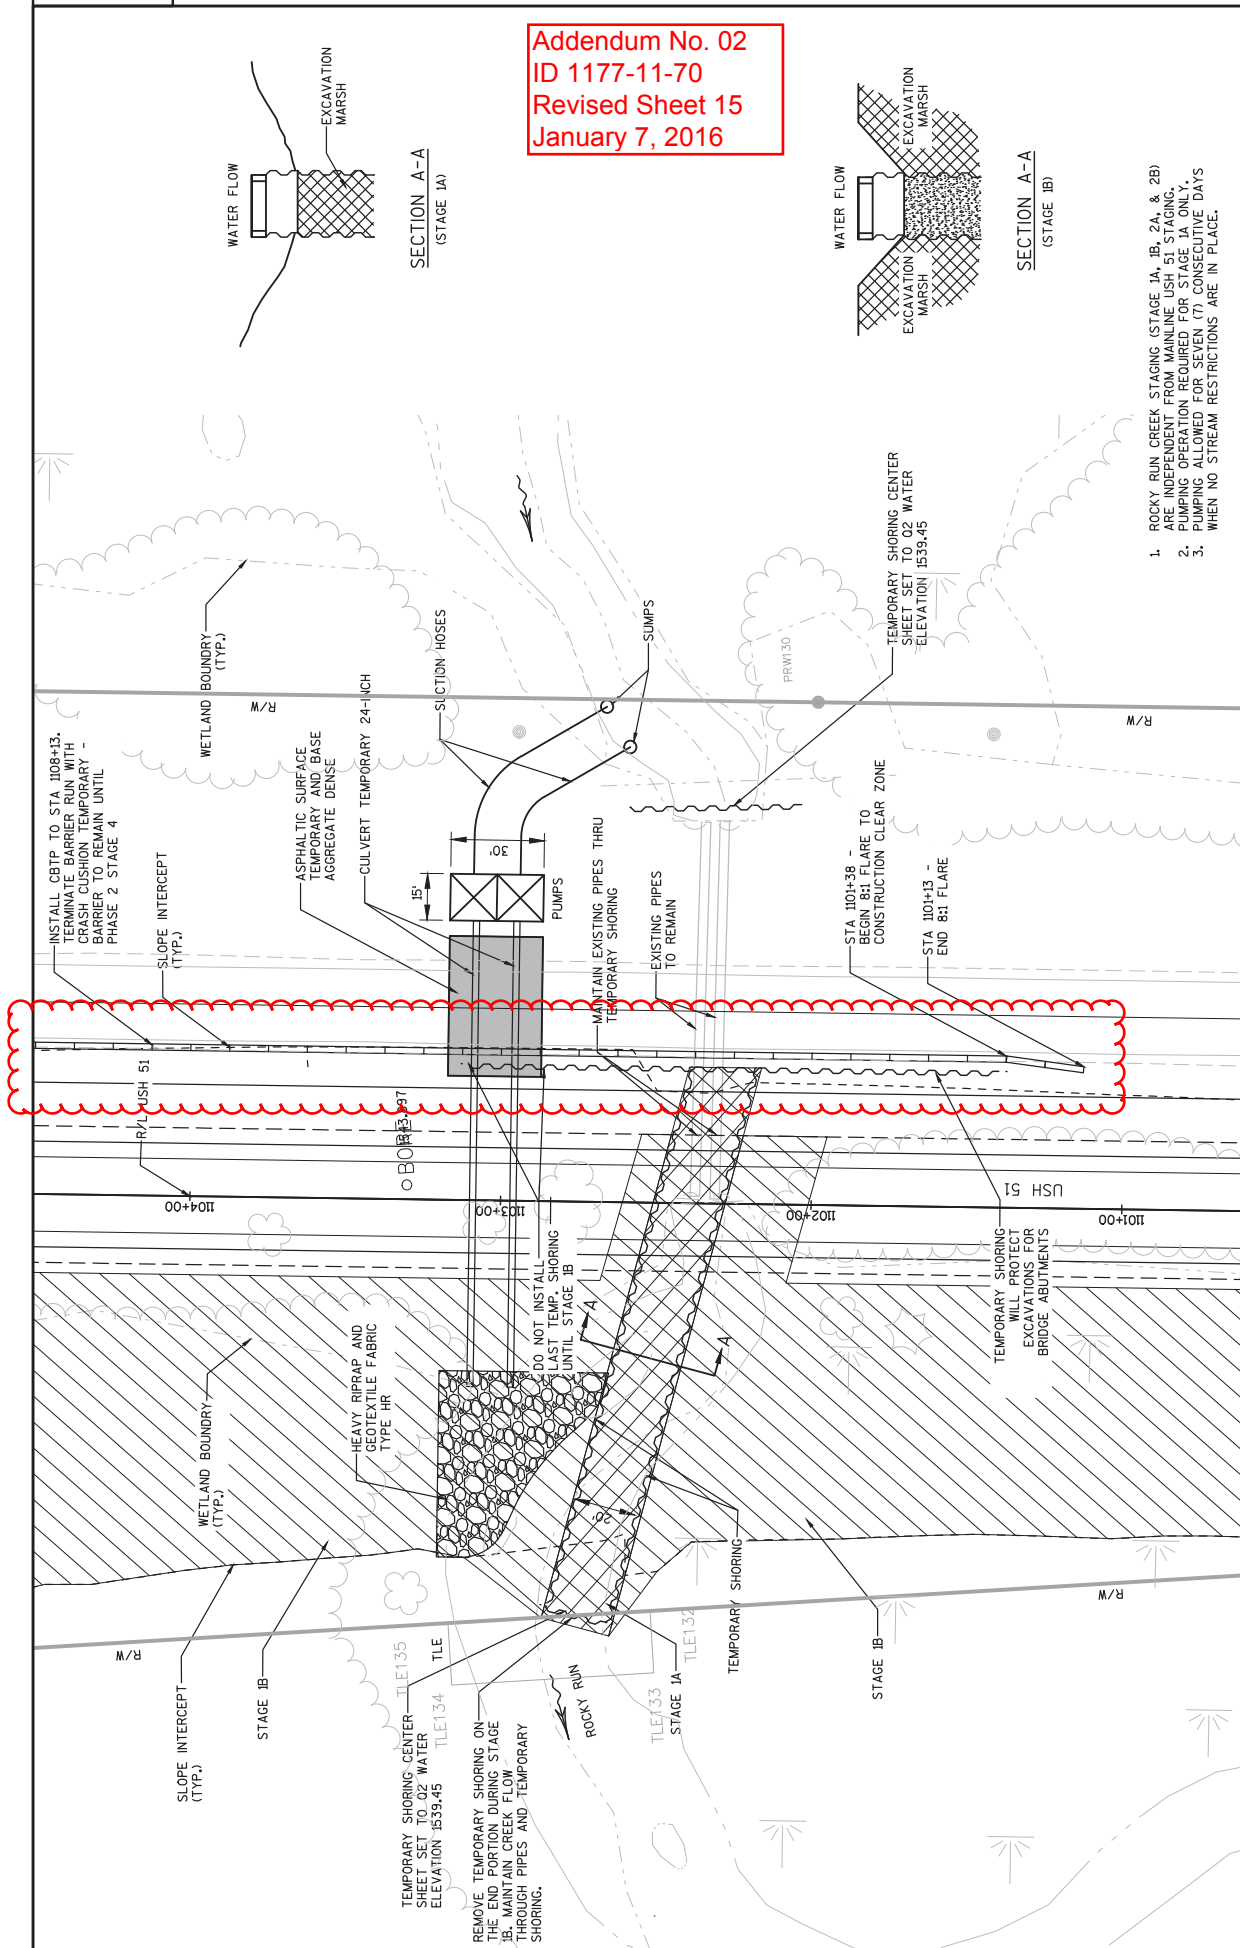 Addendum No. 02
ID 1177-11-70
Revised Sheet 15
January 7, 2016
WATER FLOW
EXCAVATION
MARSH
SECTION A-A
(STAGE 1A)
WATER FLOW
EXCAVATION
MARSH
EXCAVATION
MARSH
SECTION A-A
(STAGE 1B)
1. ROCKY RUN CREEK STAGING (STAGE 1A, 1B, 2A, & 2B)
ARE INDEPENDENT FROM MAINLINE USH 51 STAGING.
2. PUMPING OPERATION REQUIRED FOR STAGE 1A ONLY.
3. PUMPING ALLOWED FOR SEVEN (7) CONSECUTIVE DAYS
WHEN NO STREAM RESTRICTIONS ARE IN PLACE.
INSTALL CBTP TO STA 1108+13.
TERMINATE BARRIER RUN WITH
CRASH CUSHION TEMPORARY -
BARRIER TO REMAIN UNTIL
PHASE 2 STAGE 4
SLOPE INTERCEPT
(TYP.)
WETLAND BOUNDRY
(TYP.)
R/W
ASPHALTIC SURFACE
TEMPORARY AND BASE
AGGREGATE DENSE
CULVERT TEMPORARY 24-INCH
SUCTION HOSES
SUMPS
15'
30'
PUMPS
MAINTAIN EXISTING PIPES THRU
TEMPORARY SHORING
EXISTING PIPES
TO REMAIN
PRW130
TEMPORARY SHORING CENTER
SHEET SET TO Q2 WATER
ELEVATION 1539.45
R/W
STA 1101+38 -
BEGIN 8:1 FLARE TO
CONSTRUCTION CLEAR ZONE
STA 1101+13 -
END 8:1 FLARE
R/L USH 51
1104+00
1103+00
1102+00
1101+00
USH 51
DO NOT INSTALL
LAST TEMP. SHORING
UNTIL STAGE 1B
A
A
TEMPORARY SHORING
WILL PROTECT
EXCAVATIONS FOR
BRIDGE ABUTMENTS
HEAVY RIPRAP AND
GEOTEXTILE FABRIC
TYPE HR
WETLAND BOUNDRY
(TYP.)
20'
R/W
SLOPE INTERCEPT
(TYP.)
STAGE 1B
TLE135
TLE
TLE134
TEMPORARY SHORING CENTER
SHEET SET TO Q2 WATER
ELEVATION 1539.45
REMOVE TEMPORARY SHORING ON
THE END PORTION DURING STAGE
1B. MAINTAIN CREEK FLOW
THROUGH PIPES AND TEMPORARY
SHORING.
ROCKY RUN
TLE133
STAGE 1A
TLE132
TEMPORARY SHORING
STAGE 1B
R/W